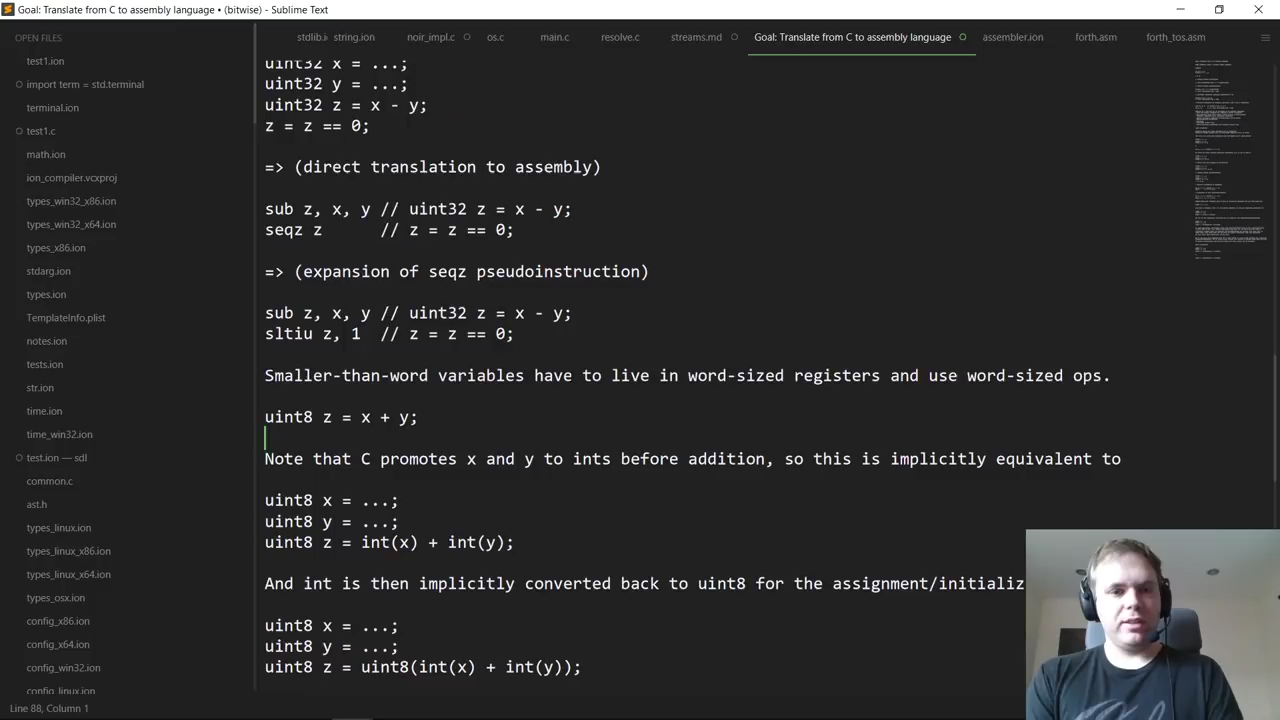 Goal: Translate from C to assembly language • (bitwise) - Sublime Text
OPEN FILES
test1.ion
import term = std.terminal
terminal.ion
test1.c
math.ion
ion_compiler.vcxproj
types_win32_x86.ion
types_win32_x64.ion
types_x86.ion
stdarg.ion
types.ion
TemplateInfo.plist
notes.ion
tests.ion
str.ion
time.ion
time_win32.ion
test.ion — sdl
common.c
ast.h
types_linux.ion
types_linux_x86.ion
types_linux_x64.ion
types_osx.ion
config_x86.ion
config_x64.ion
config_win32.ion
config_linux.ion
stdlib.i string.ion noir_impl.c os.c main.c resolve.c streams.md Goal: Translate from C to assembly language assembler.ion forth.asm forth_tos.asm
uint32 x = ...;
uint32 y = ...;
uint32 z = x - y;
z = z == 0;
=> (direct translation to assembly)
sub z, x, y // uint32 z = x - y;
seqz z // z = z == 0;
=> (expansion of seqz pseudoinstruction)
sub z, x, y // uint32 z = x - y;
sltiu z, 1 // z = z == 0;
Smaller-than-word variables have to live in word-sized registers and use word-sized ops.
uint8 z = x + y;
Note that C promotes x and y to ints before addition, so this is implicitly equivalent to
uint8 x = ...;
uint8 y = ...;
uint8 z = int(x) + int(y);
And int is then implicitly converted back to uint8 for the assignment/initializ
uint8 x = ...;
uint8 y = ...;
uint8 z = uint8(int(x) + int(y));
Line 88, Column 1